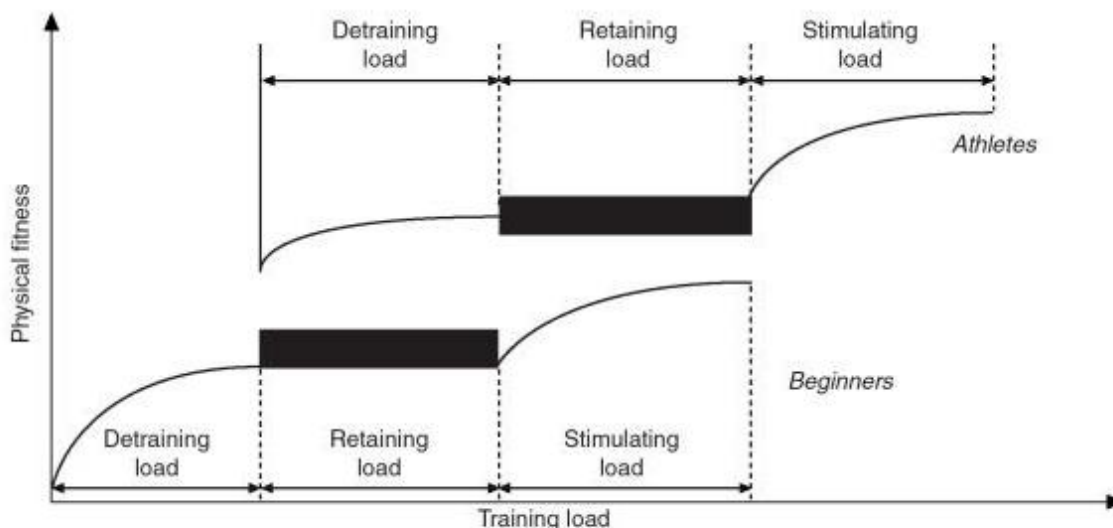 Detraining
load
Retaining
load
Stimulating
load
Athletes
Physical fitness
Beginners
Detraining
load
Retaining
load
Stimulating
load
Training load